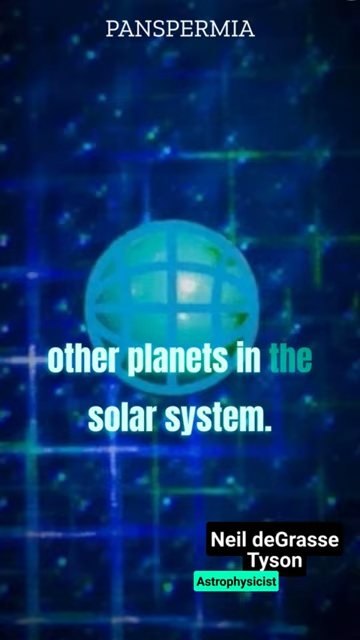 PANSPERMIA
other planets in the
solar system.
Neil deGrasse
Tyson
Astrophysicist